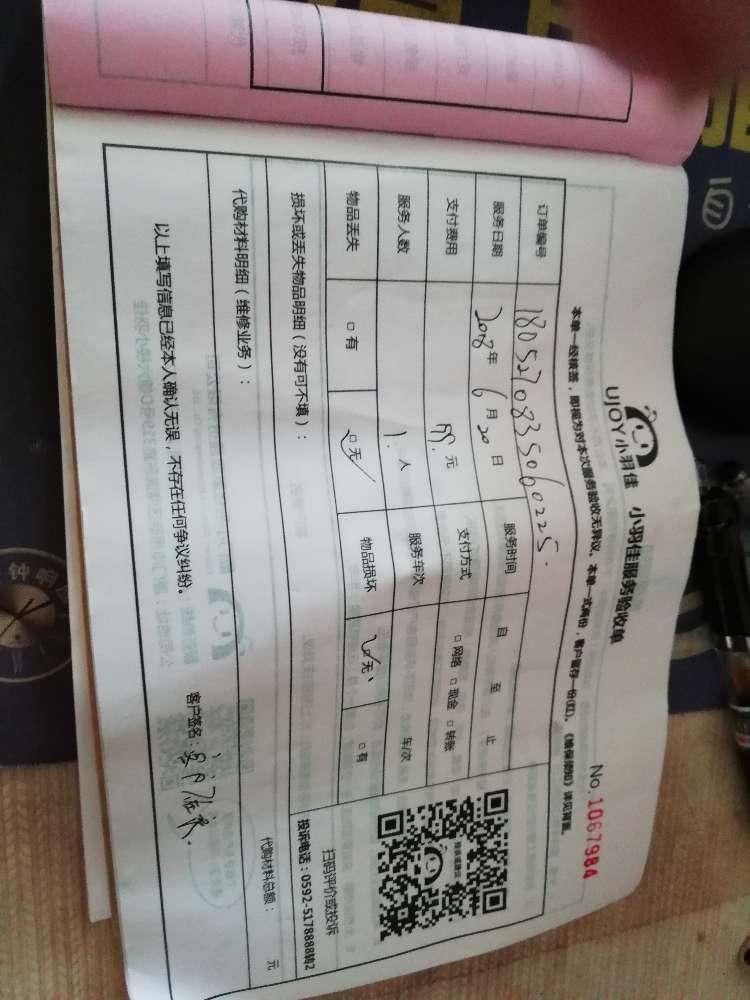 UJOY小羽佳 小羽佳服务验收单
No.1067984
本单一经核签，即视为对本次服务验收无异议。本单一式两份，客户留存一份(红)。《维保须知》详见背面。
订单编号 1805270835060225.
服务日期 2018年6月20日 服务时间 自 至 止
支付费用 元 支付方式 □网络 □现金 □转账
服务人数 1.人 服务车次 车/次
物品丢失 □有 □无 物品损坏 □无 □有
损坏或丢失物品明细（没有可不填）：
扫码评价或投诉
投诉电话：0592-5178888转2
代购材料明细（维修业务）：
代购材料总额： 元
以上填写信息已经本人确认无误，不存在任何争议纠纷。
客户签名：